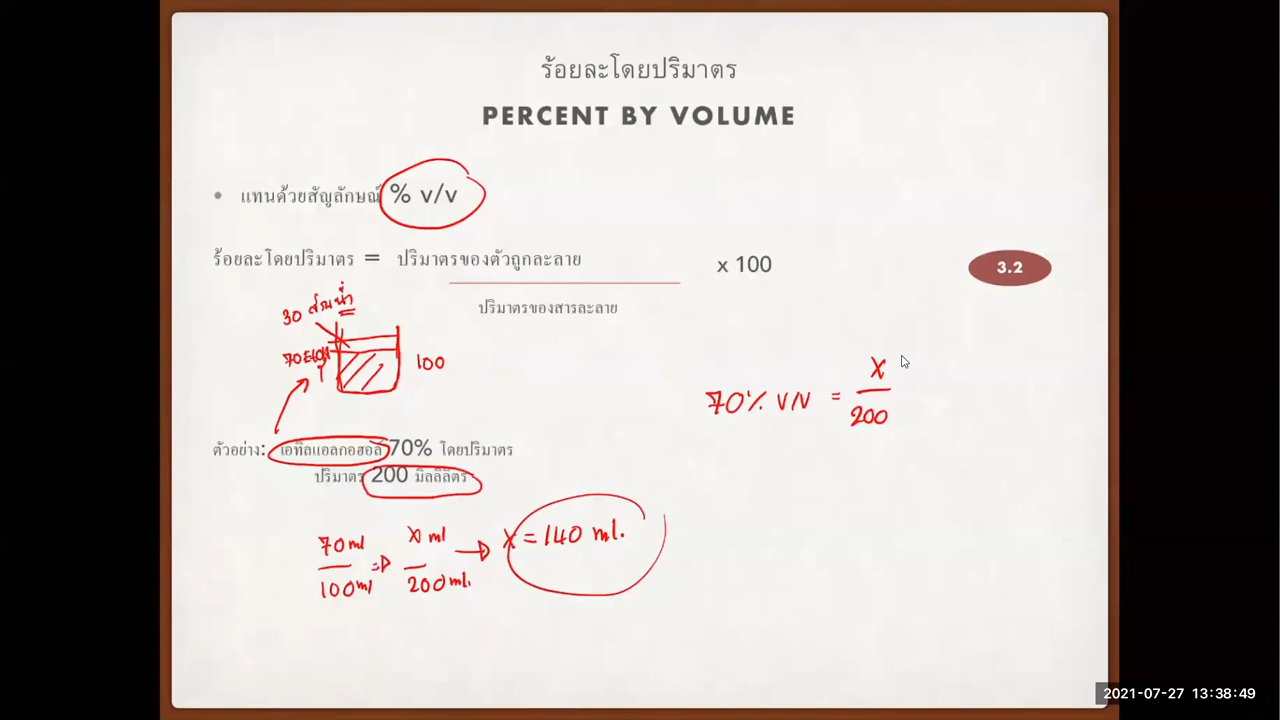 ร้อยละโดยปริมาตร
PERCENT BY VOLUME
• แทนด้วยสัญลักษณ์ % v/v
ร้อยละโดยปริมาตร = ปริมาตรของตัวถูกละลาย x 100
ปริมาตรของสารละลาย
3.2
30 ส่วน น้ำ
70 EtOH
100
70% V/V = X
200
ตัวอย่าง: เอทิลแอลกอฮอล์ 70% โดยปริมาตร
ปริมาตร 200 มิลลิลิตร
70 ml X ml X = 140 ml.
100 ml 200 ml.
2021-07-27 13:38:49